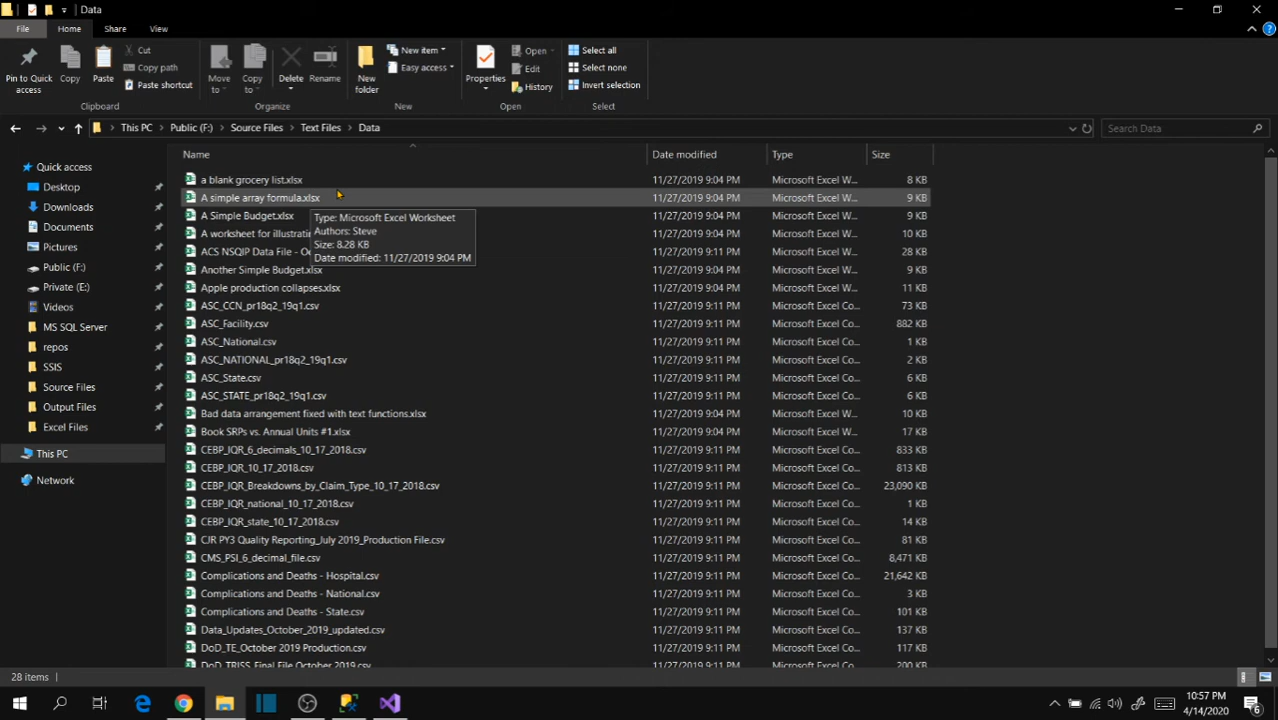 Data
File Home Share View
Pin to Quick access
Copy
Paste
Cut
Copy path
Paste shortcut
Clipboard
Move to
Copy to
Delete
Rename
Organize
New folder
New item
Easy access
New
Properties
Open
Edit
History
Open
Select all
Select none
Invert selection
Select
This PC Public (F:) Source Files Text Files Data
Search Data
Quick access
Desktop
Downloads
Documents
Pictures
Public (F:)
Private (E:)
Videos
MS SQL Server
repos
SSIS
Source Files
Output Files
Excel Files
This PC
Network
Name Date modified Type Size
a blank grocery list.xlsx 11/27/2019 9:04 PM Microsoft Excel W... 8 KB
A simple array formula.xlsx 11/27/2019 9:04 PM Microsoft Excel W... 9 KB
A Simple Budget.xlsx 11/27/2019 9:04 PM Microsoft Excel W... 9 KB
A worksheet for illustratin 11/27/2019 9:04 PM Microsoft Excel W... 10 KB
ACS NSQIP Data File - Oc 11/27/2019 9:11 PM Microsoft Excel W... 28 KB
Another Simple Budget.xlsx 11/27/2019 9:04 PM Microsoft Excel W... 9 KB
Apple production collapses.xlsx 11/27/2019 9:04 PM Microsoft Excel W... 11 KB
ASC_CCN_pr18q2_19q1.csv 11/27/2019 9:11 PM Microsoft Excel Co... 73 KB
ASC_Facility.csv 11/27/2019 9:11 PM Microsoft Excel Co... 882 KB
ASC_National.csv 11/27/2019 9:11 PM Microsoft Excel Co... 1 KB
ASC_NATIONAL_pr18q2_19q1.csv 11/27/2019 9:11 PM Microsoft Excel Co... 2 KB
ASC_State.csv 11/27/2019 9:11 PM Microsoft Excel Co... 6 KB
ASC_STATE_pr18q2_19q1.csv 11/27/2019 9:11 PM Microsoft Excel Co... 6 KB
Bad data arrangement fixed with text functions.xlsx 11/27/2019 9:04 PM Microsoft Excel W... 10 KB
Book SRPs vs. Annual Units #1.xlsx 11/27/2019 9:04 PM Microsoft Excel W... 17 KB
CEBP_IQR_6_decimals_10_17_2018.csv 11/27/2019 9:11 PM Microsoft Excel Co... 833 KB
CEBP_IQR_10_17_2018.csv 11/27/2019 9:11 PM Microsoft Excel Co... 813 KB
CEBP_IQR_Breakdowns_by_Claim_Type_10_17_2018.csv 11/27/2019 9:11 PM Microsoft Excel Co... 23,090 KB
CEBP_IQR_national_10_17_2018.csv 11/27/2019 9:11 PM Microsoft Excel Co... 1 KB
CEBP_IQR_state_10_17_2018.csv 11/27/2019 9:11 PM Microsoft Excel Co... 14 KB
CJR PY3 Quality Reporting_July 2019_Production File.csv 11/27/2019 9:11 PM Microsoft Excel Co... 81 KB
CMS_PSI_6_decimal_file.csv 11/27/2019 9:11 PM Microsoft Excel Co... 8,471 KB
Complications and Deaths - Hospital.csv 11/27/2019 9:11 PM Microsoft Excel Co... 21,642 KB
Complications and Deaths - National.csv 11/27/2019 9:11 PM Microsoft Excel Co... 3 KB
Complications and Deaths - State.csv 11/27/2019 9:11 PM Microsoft Excel Co... 101 KB
Data_Updates_October_2019_updated.csv 11/27/2019 9:11 PM Microsoft Excel Co... 137 KB
DoD_TE_October 2019 Production.csv 11/27/2019 9:11 PM Microsoft Excel Co... 117 KB
DoD_TRISS_Final File October 2019.csv 11/27/2019 9:11 PM Microsoft Excel Co... 200 KB
Type: Microsoft Excel Worksheet
Authors: Steve
Size: 8.28 KB
Date modified: 11/27/2019 9:04 PM
28 items
10:57 PM
4/14/2020
6